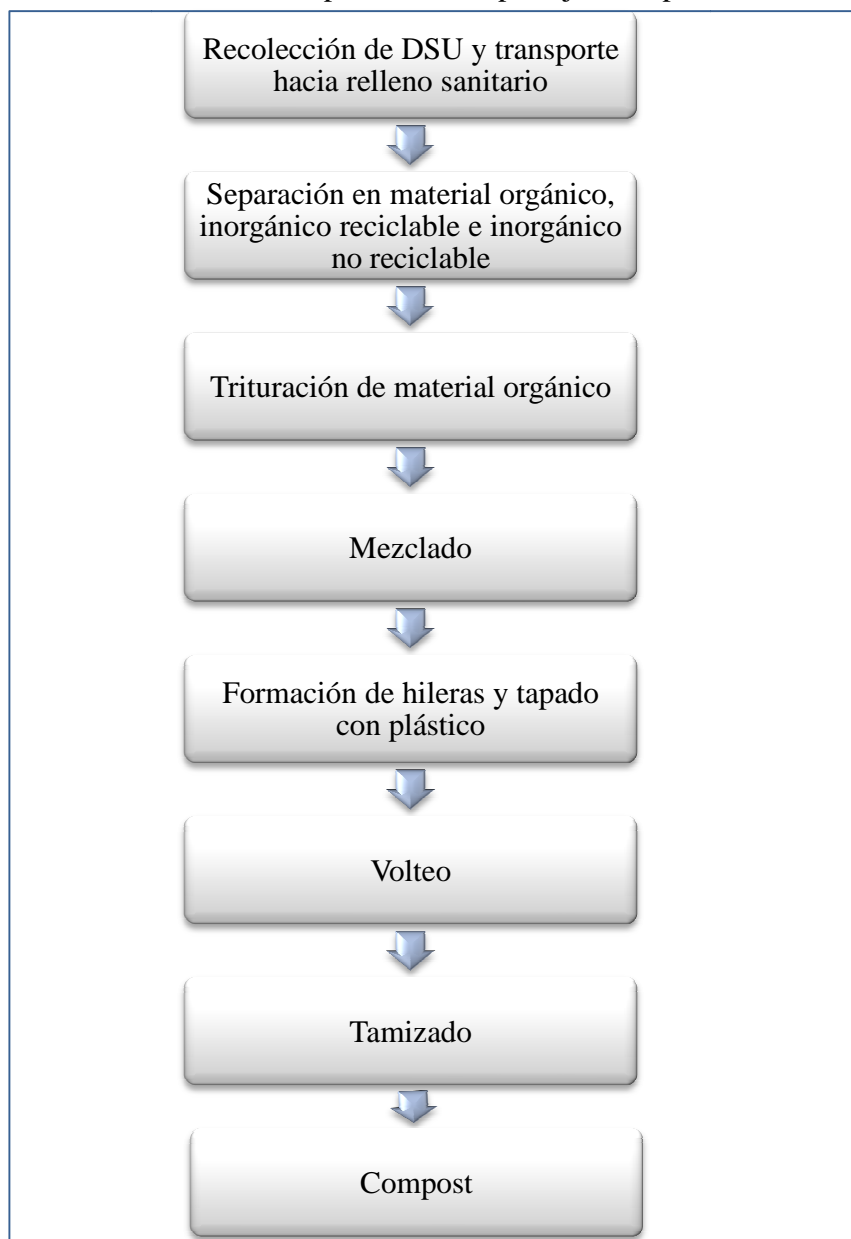 Recolección de DSU y transporte
hacia relleno sanitario
Separación en material orgánico,
inorgánico reciclable e inorgánico
no reciclable
Trituración de material orgánico
Mezclado
Formación de hileras y tapado
con plástico
Volteo
Tamizado
Compost